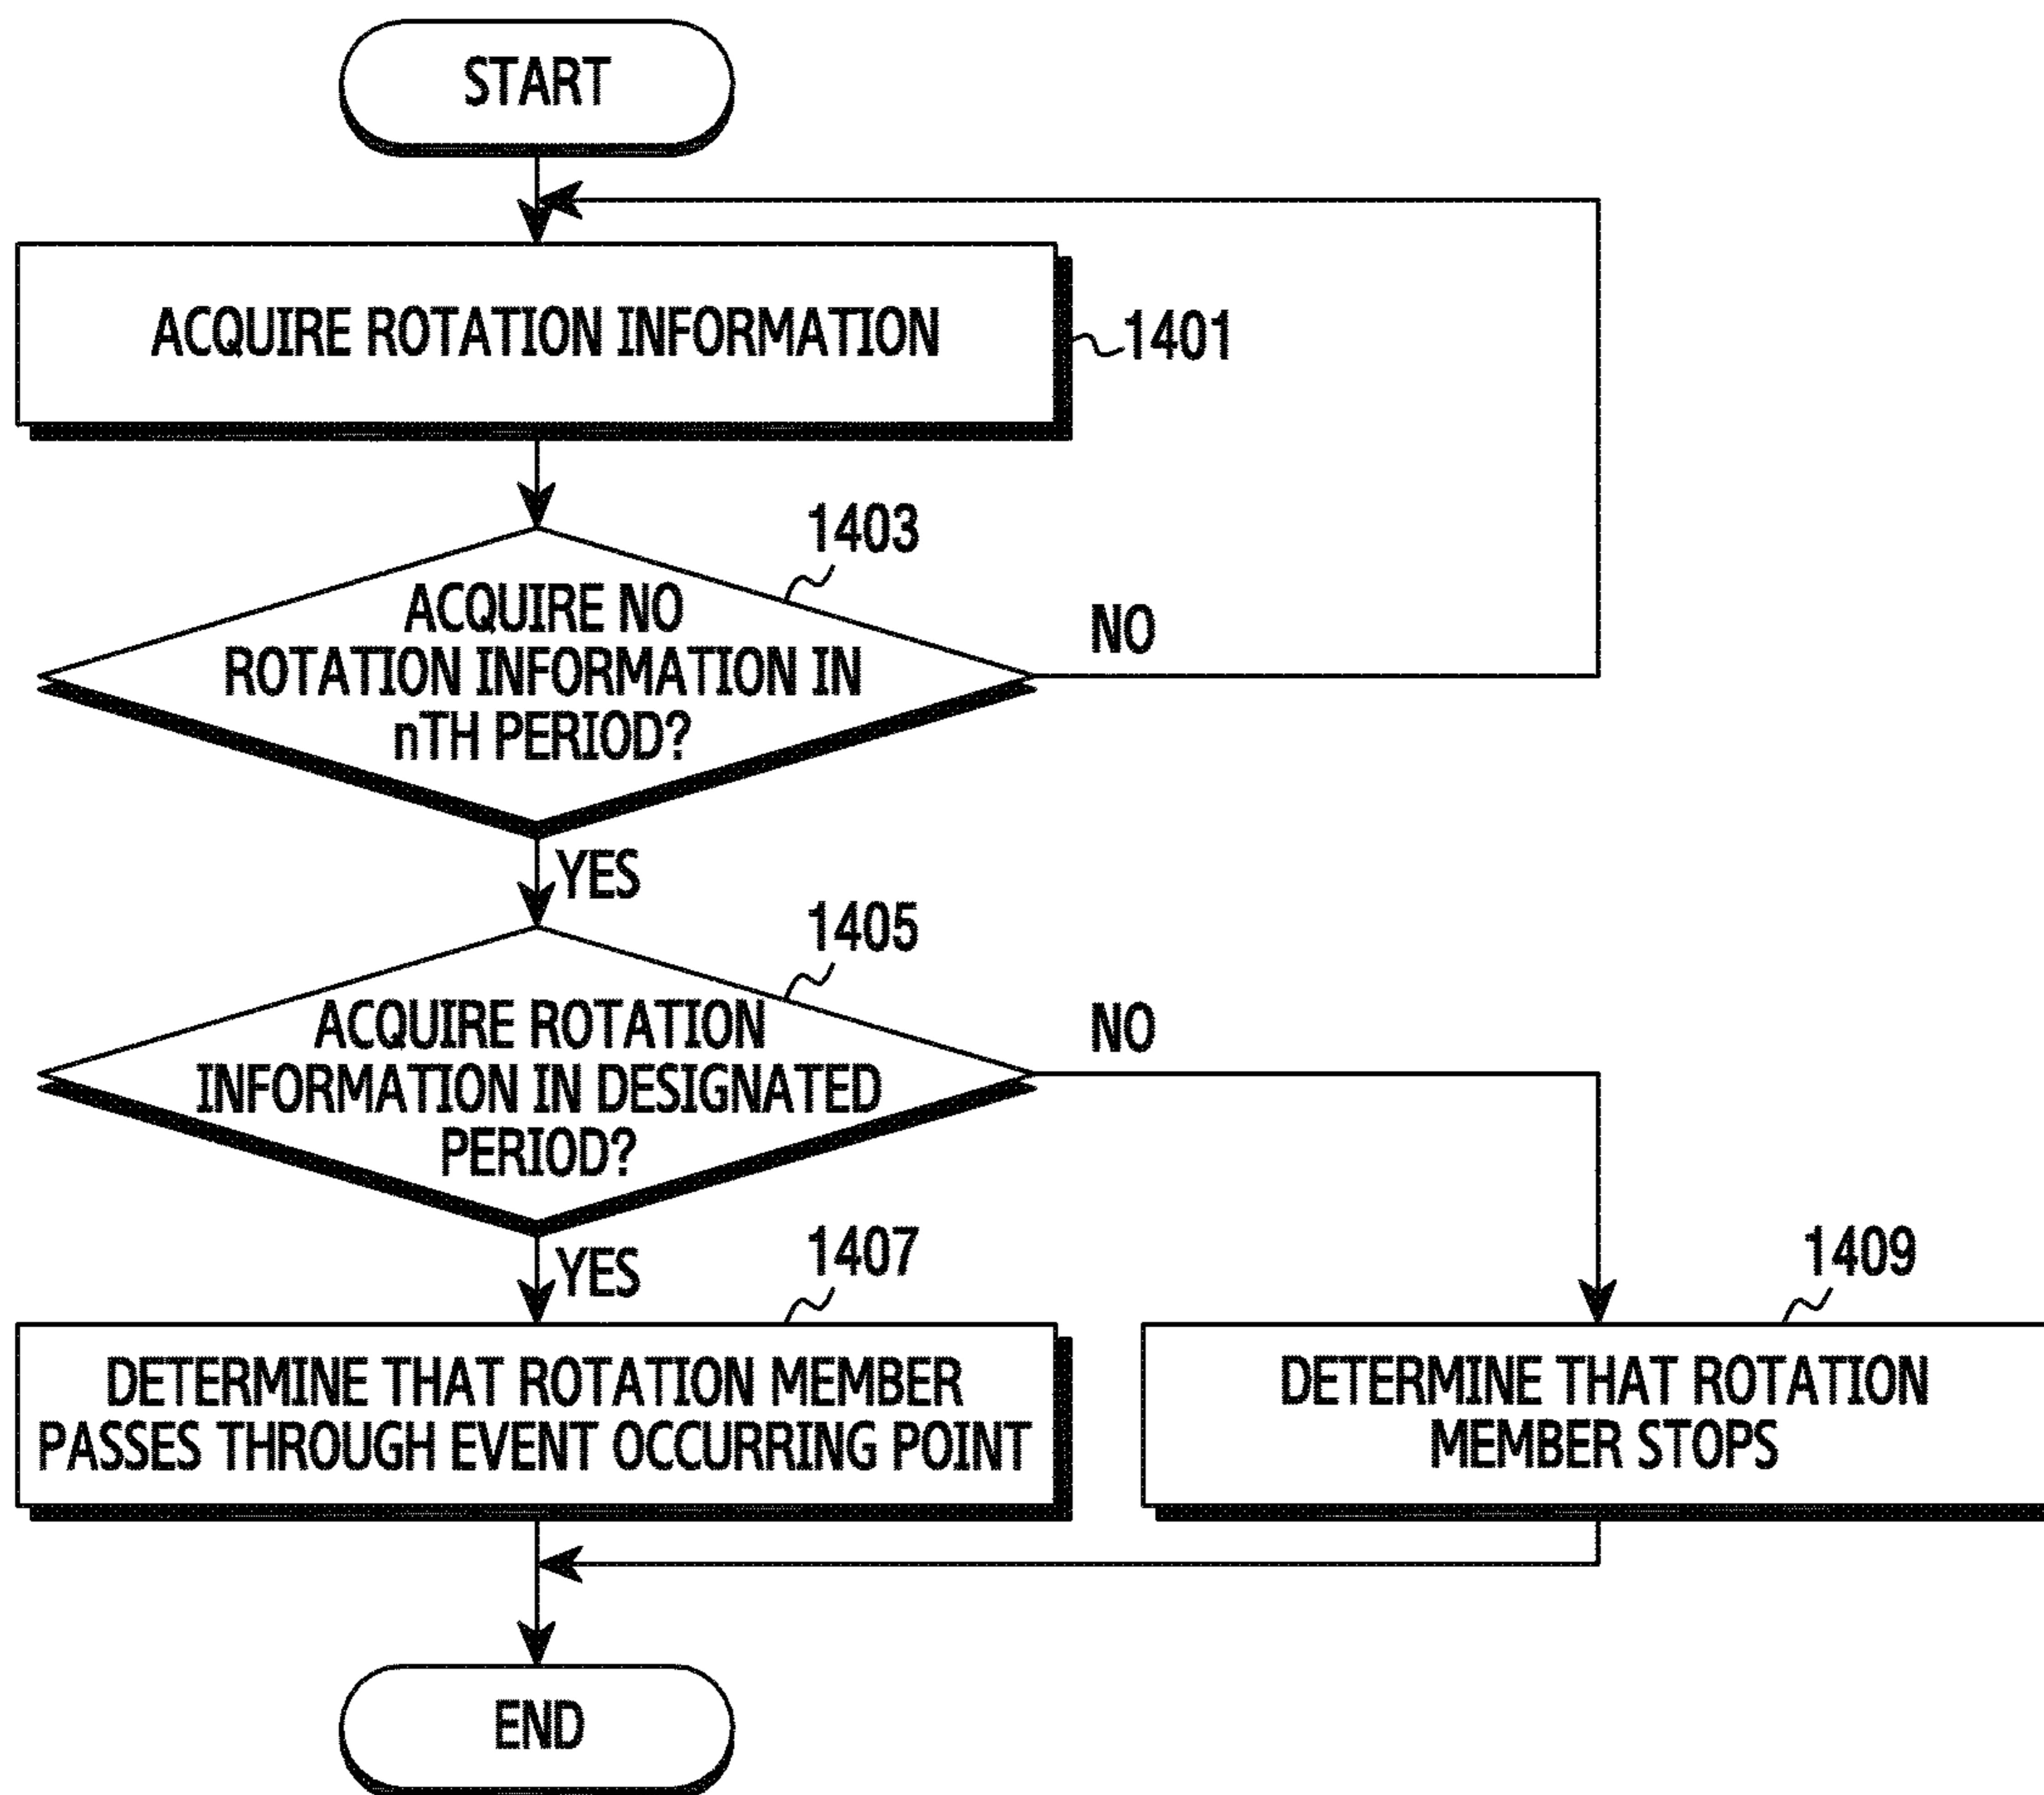 START
ACQUIRE ROTATION INFORMATION
1401
1403
ACQUIRE NO
ROTATION INFORMATION IN
nTH PERIOD?
NO
YES
1405
ACQUIRE ROTATION
INFORMATION IN DESIGNATED
PERIOD?
NO
YES
1407
DETERMINE THAT ROTATION MEMBER
PASSES THROUGH EVENT OCCURRING POINT
1409
DETERMINE THAT ROTATION
MEMBER STOPS
END